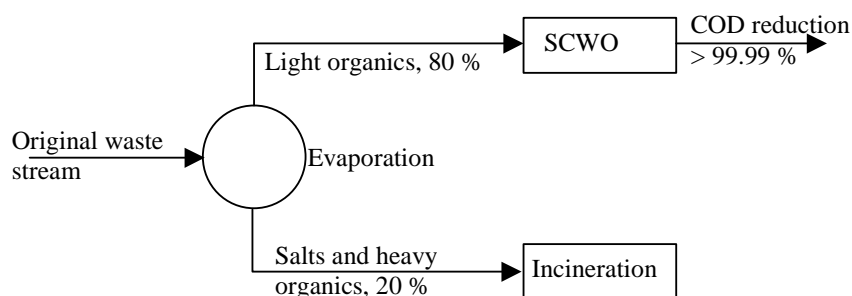 COD reduction
> 99.99 %
SCWO
Light organics, 80 %
Original waste
stream
Evaporation
Salts and heavy
organics, 20 %
Incineration